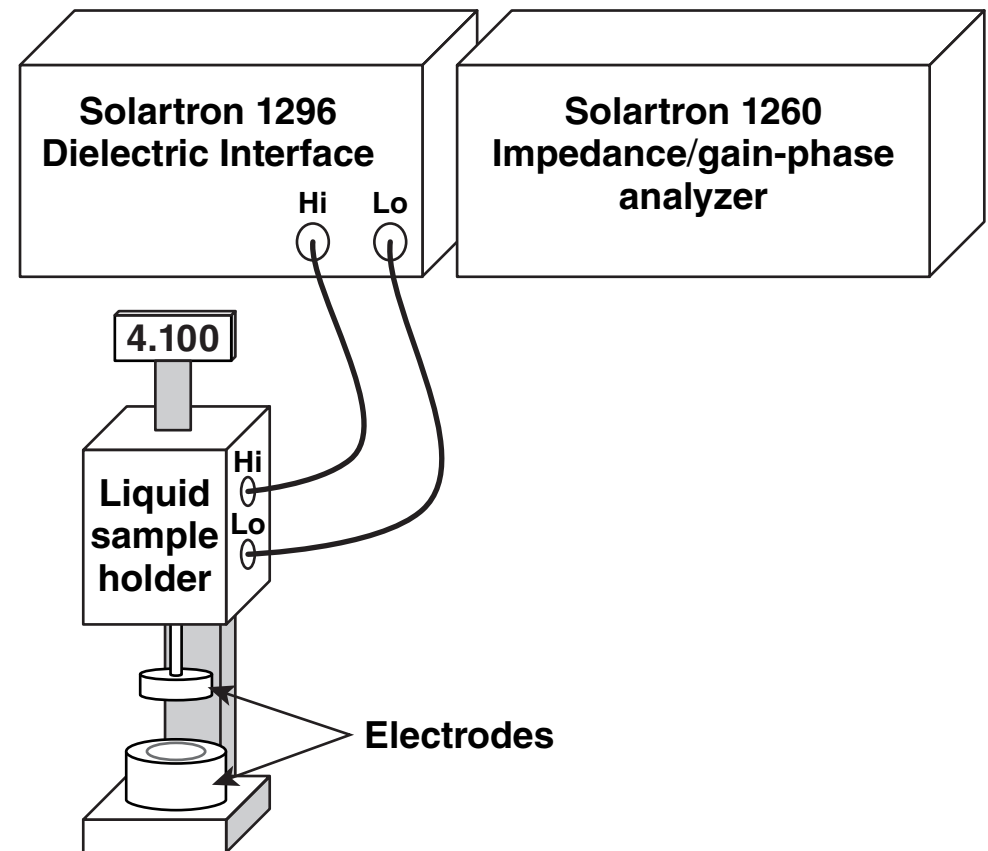 Solartron 1296
Dielectric Interface
Hi
Lo
Solartron 1260
Impedance/gain-phase
analyzer
4.100
Hi
Lo
Liquid
sample
holder
Electrodes